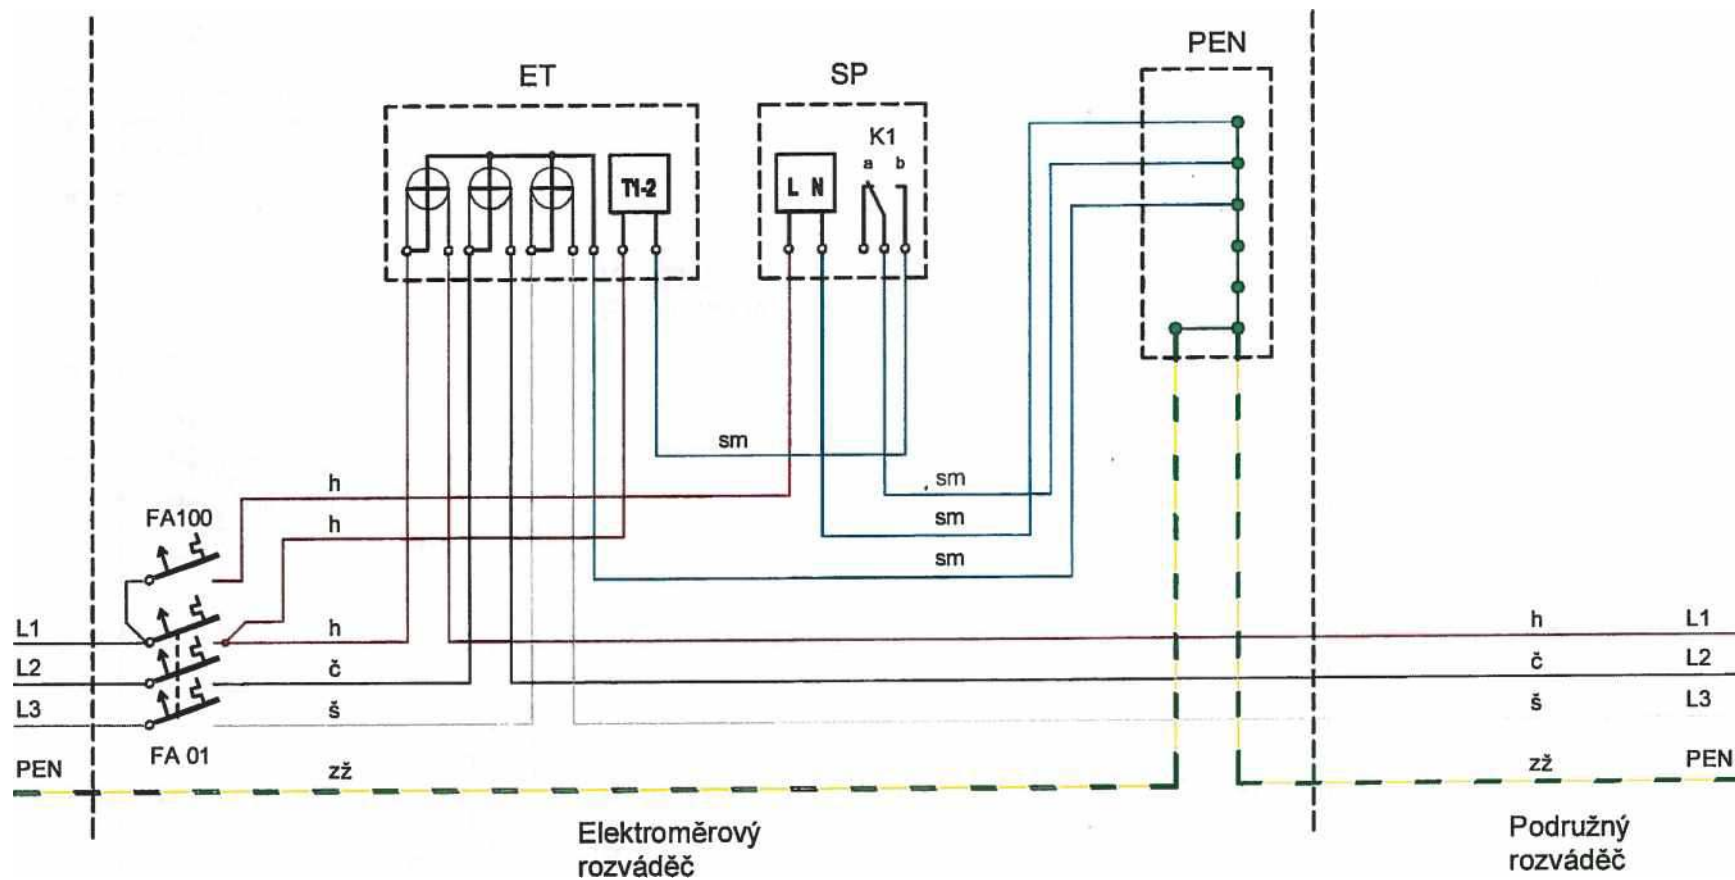 PEN
ET
SP
K1
a b
T1-2
L N
sm
h
sm
FA100
h
sm
sm
L1
h
h
L1
L2
č
č
L2
L3
š
š
L3
FA 01
PEN
zž
zž
PEN
Elektroměrový
rozváděč
Podružný
rozváděč